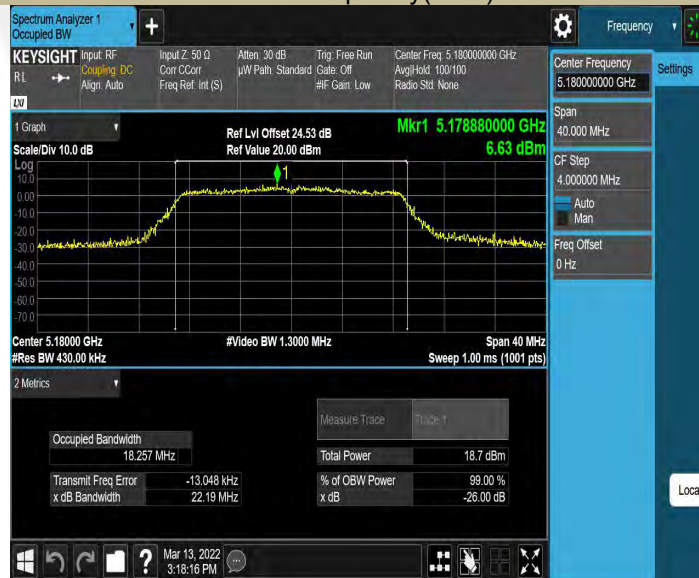 Spectrum Analyzer 1
Occupied BW
Frequency
KEYSIGHT
RL
LXI
Input: RF
Coupling: DC
Align: Auto
Input Z: 50 Ω
Corr CCorr
Freq Ref: Int (S)
Atten: 30 dB
µW Path: Standard
Trig: Free Run
Gate: Off
#IF Gain: Low
Center Freq: 5.180000000 GHz
Avg|Hold: 100/100
Radio Std: None
Center Frequency
5.180000000 GHz
Settings
Span
40.000 MHz
CF Step
4.000000 MHz
Auto
Man
Freq Offset
0 Hz
Local
1 Graph
Scale/Div 10.0 dB
Ref Lvl Offset 24.53 dB
Ref Value 20.00 dBm
Mkr1 5.178880000 GHz
6.63 dBm
Log
10.0
0.00
-10.0
-20.0
-30.0
-40.0
-50.0
-60.0
-70.0
1
Center 5.18000 GHz
#Res BW 430.00 kHz
#Video BW 1.3000 MHz
Span 40 MHz
Sweep 1.00 ms (1001 pts)
2 Metrics
Measure Trace
Trace 1
Occupied Bandwidth
18.257 MHz
Total Power
18.7 dBm
Transmit Freq Error
-13.048 kHz
% of OBW Power
99.00 %
x dB Bandwidth
22.19 MHz
x dB
-26.00 dB
?
Mar 13, 2022
3:18:16 PM